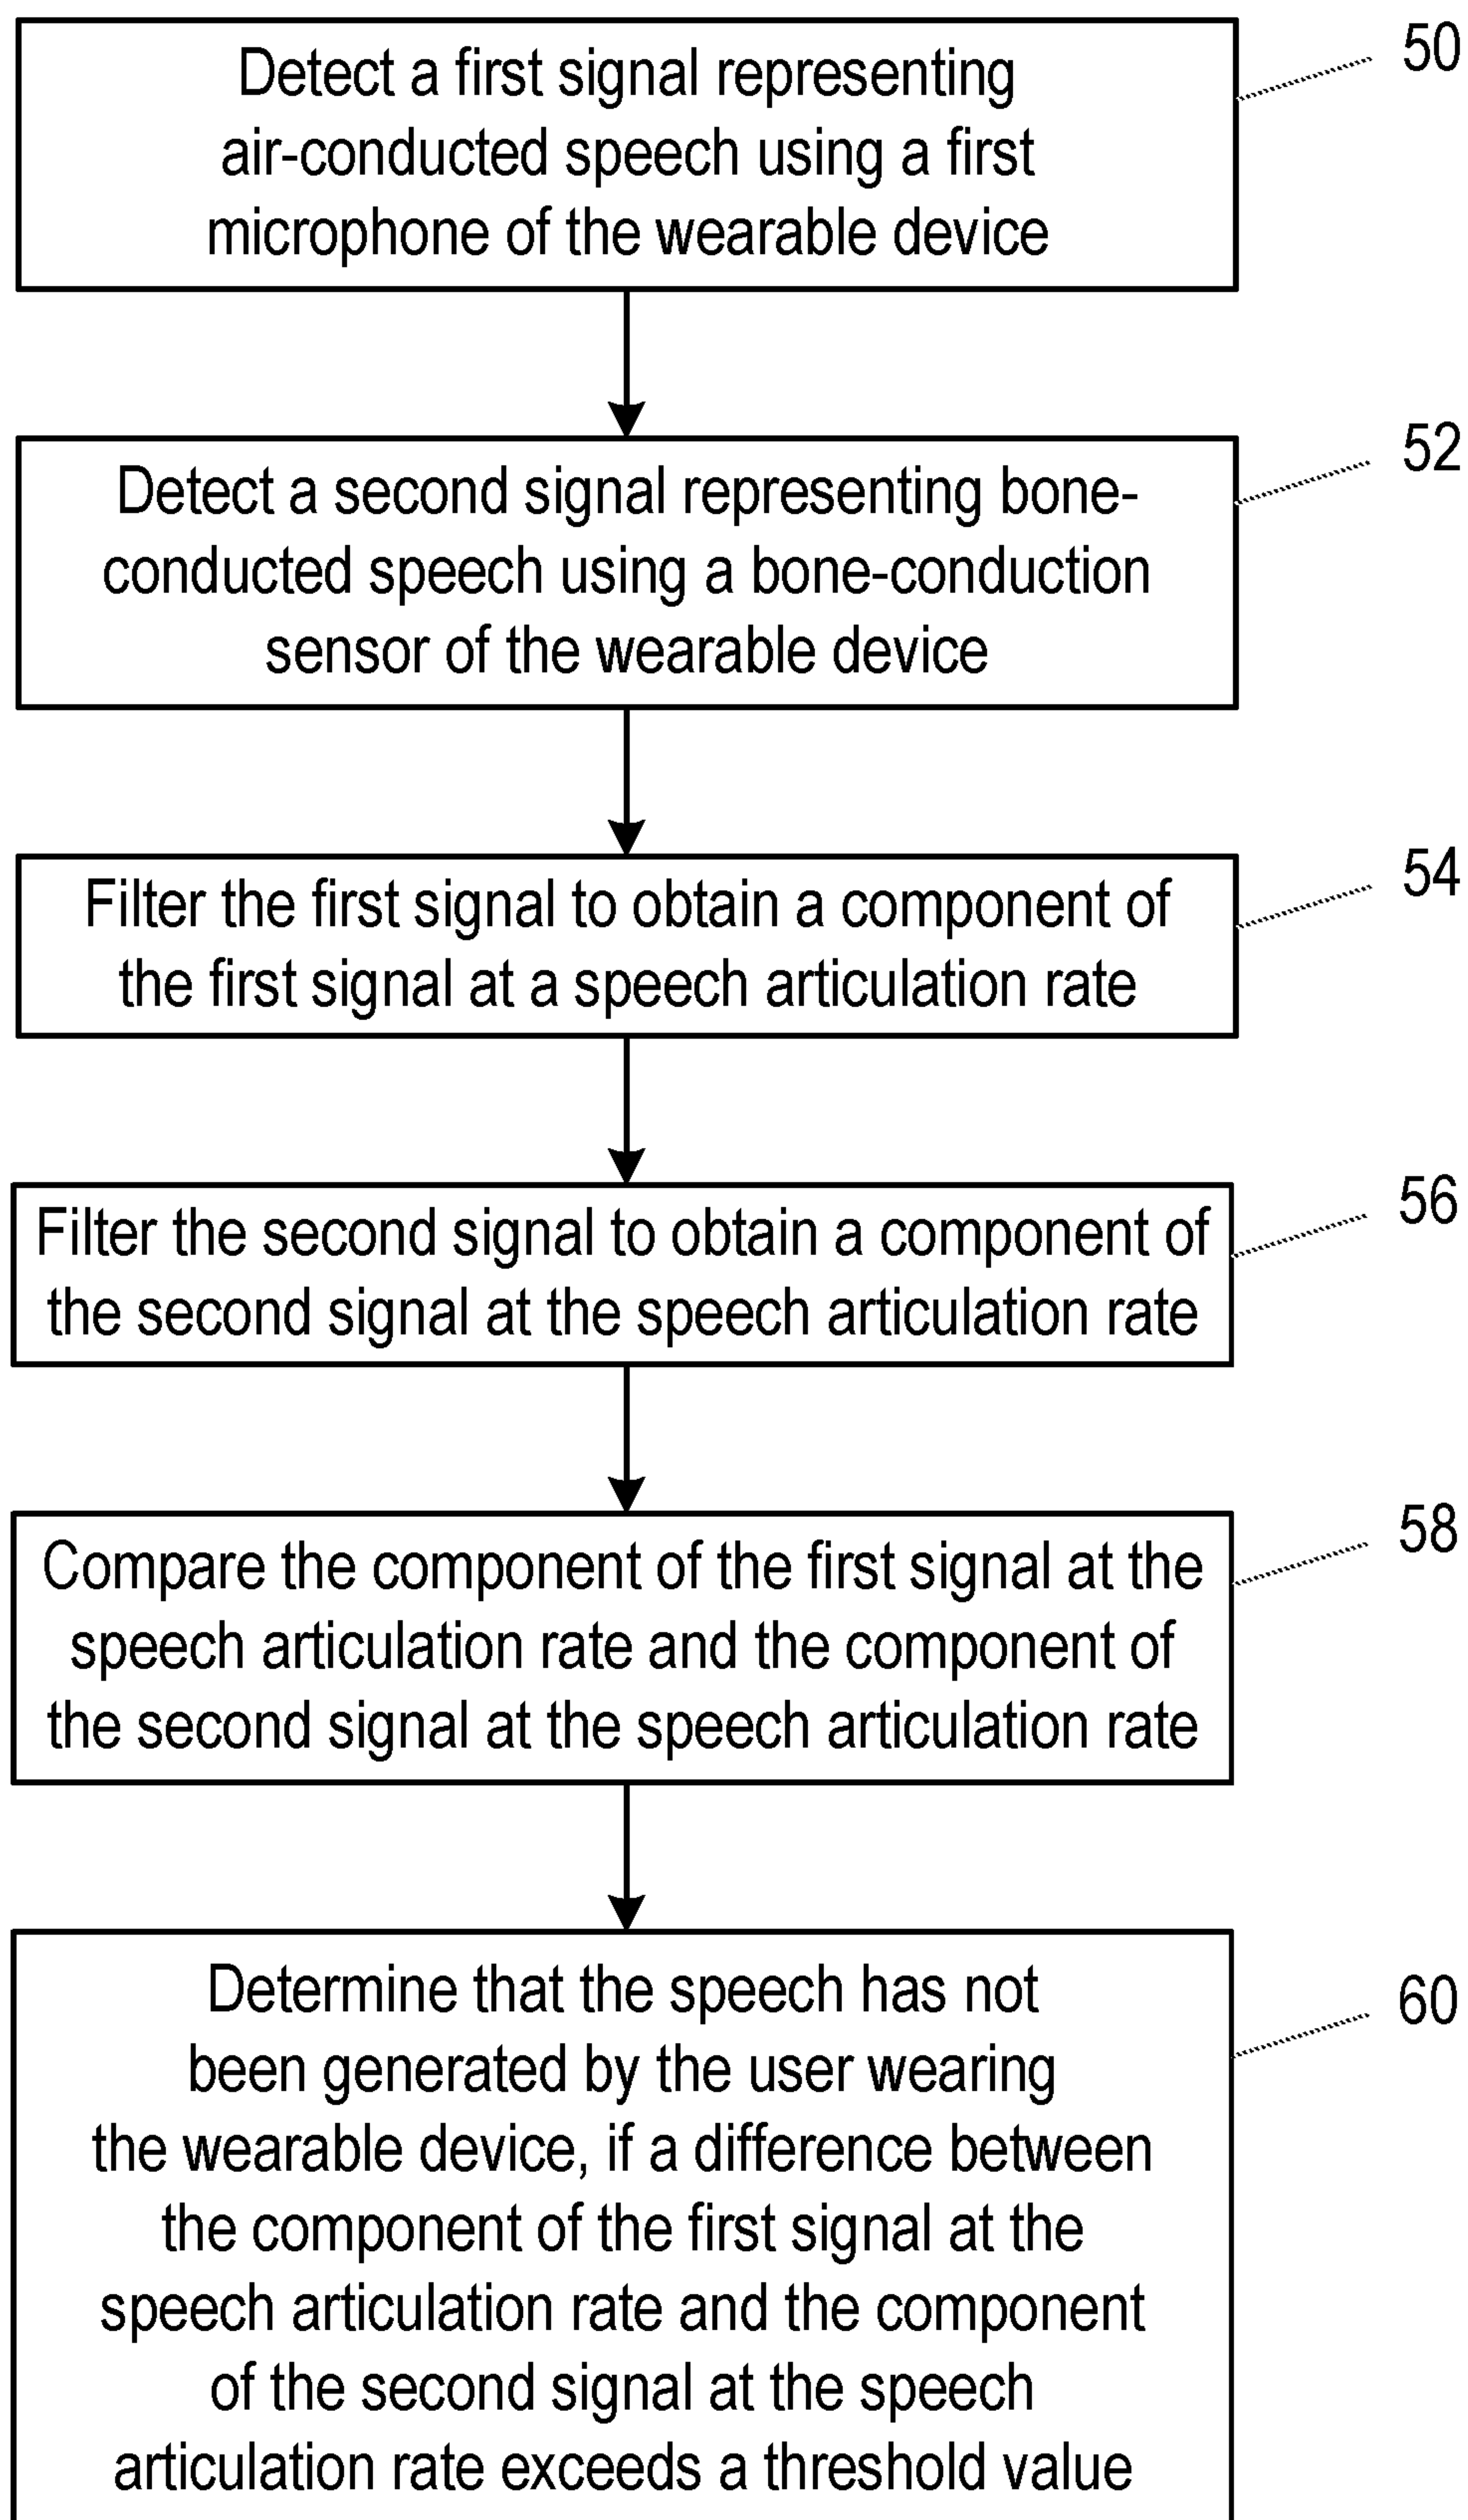 Detect a first signal representing
air-conducted speech using a first
microphone of the wearable device
50
Detect a second signal representing bone-
conducted speech using a bone-conduction
sensor of the wearable device
52
Filter the first signal to obtain a component of
the first signal at a speech articulation rate
54
Filter the second signal to obtain a component of
the second signal at the speech articulation rate
56
Compare the component of the first signal at the
speech articulation rate and the component of
the second signal at the speech articulation rate
58
Determine that the speech has not
been generated by the user wearing
the wearable device, if a difference between
the component of the first signal at the
speech articulation rate and the component
of the second signal at the speech
articulation rate exceeds a threshold value
60